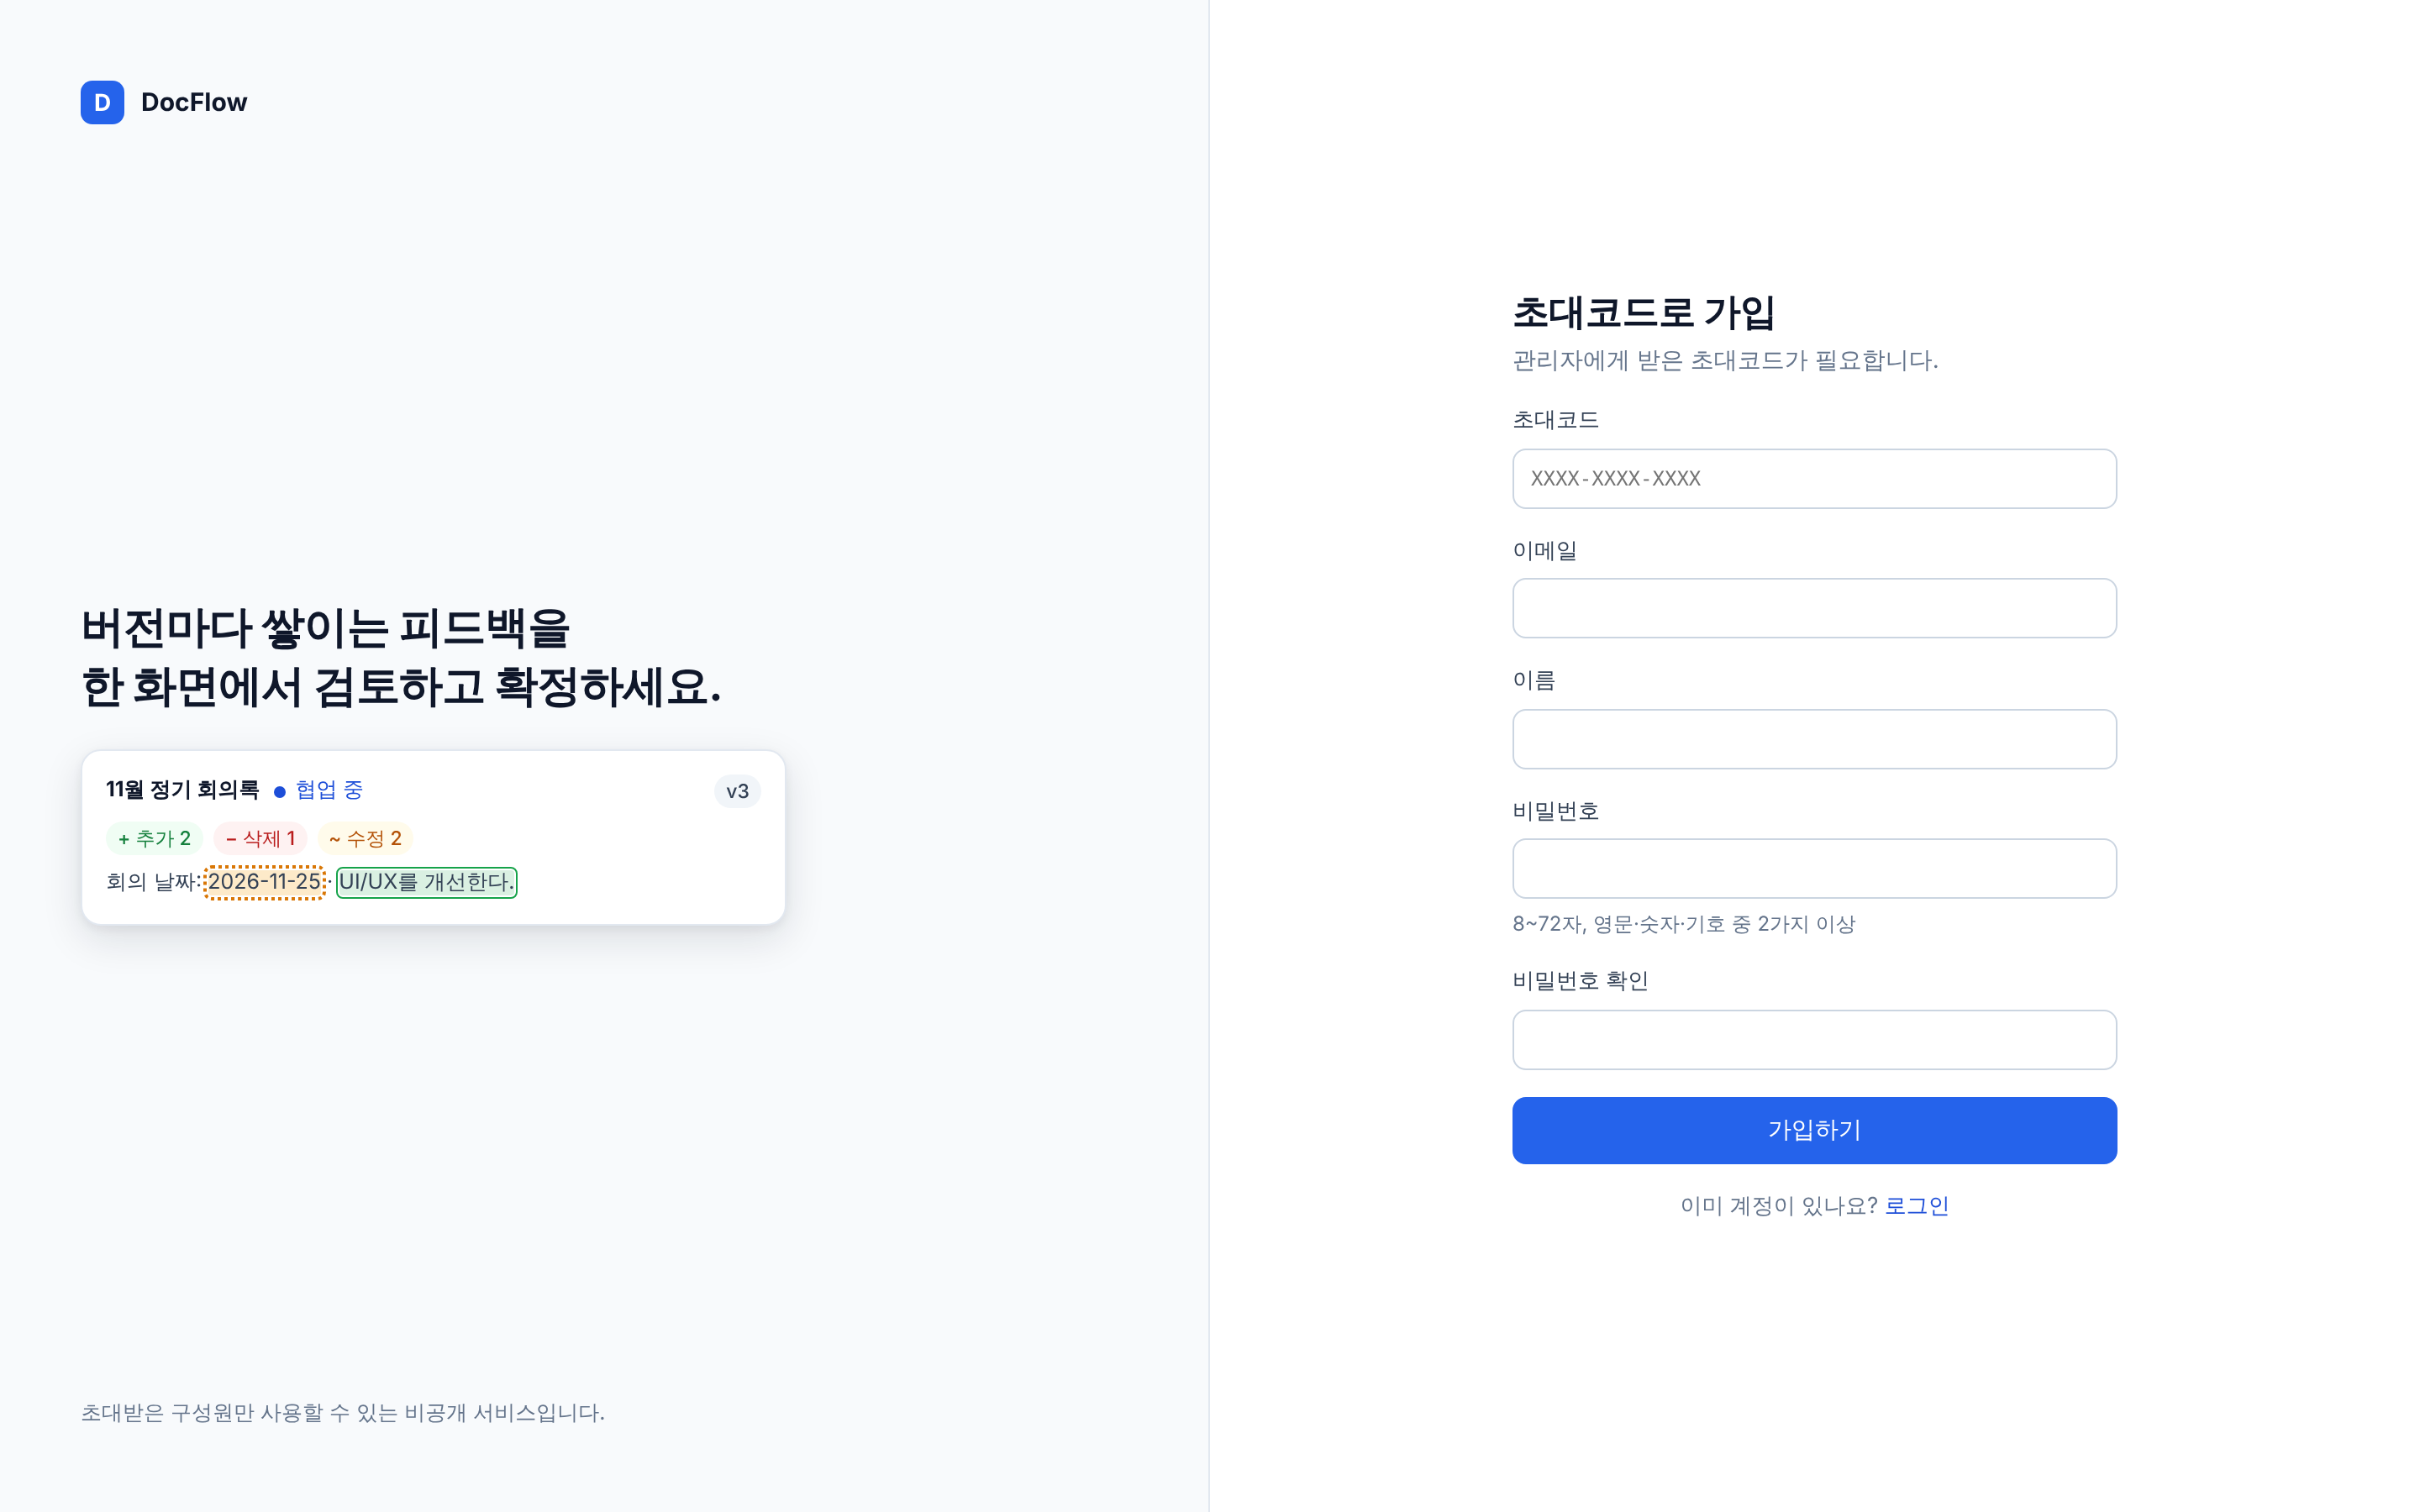 D DocFlow
버전마다 쌓이는 피드백을
한 화면에서 검토하고 확정하세요.
11월 정기 회의록 ● 협업 중 v3
+ 추가 2 − 삭제 1 ~ 수정 2
회의 날짜: 2026-11-25 · UI/UX를 개선한다.
초대받은 구성원만 사용할 수 있는 비공개 서비스입니다.
초대코드로 가입
관리자에게 받은 초대코드가 필요합니다.
초대코드
XXXX-XXXX-XXXX
이메일
이름
비밀번호
8~72자, 영문·숫자·기호 중 2가지 이상
비밀번호 확인
가입하기
이미 계정이 있나요? 로그인